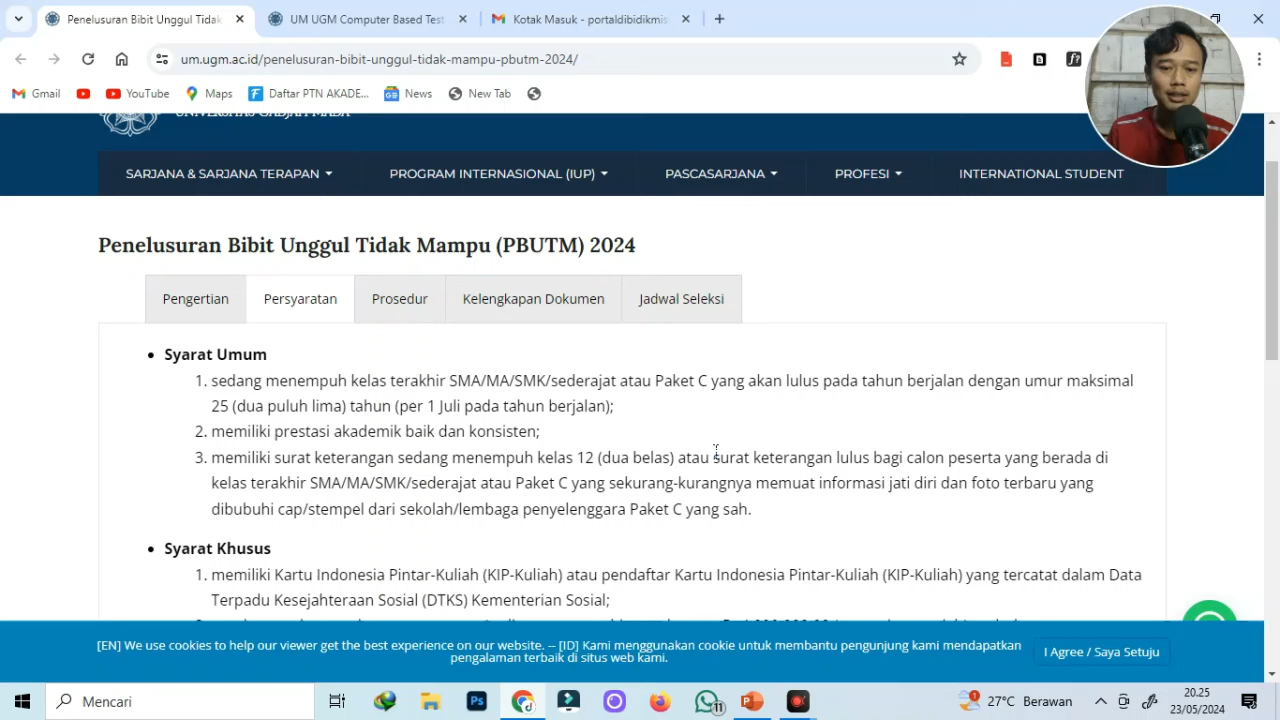 Penelusuran Bibit Unggul Tidak
UM UGM Computer Based Test
Kotak Masuk - portaldibidikmis
um.ugm.ac.id/penelusuran-bibit-unggul-tidak-mampu-pbutm-2024/
Gmail
YouTube
Maps
Daftar PTN AKADE...
News
New Tab
UNIVERSITAS GADJAH MADA
SARJANA & SARJANA TERAPAN
PROGRAM INTERNASIONAL (IUP)
PASCASARJANA
PROFESI
INTERNATIONAL STUDENT
Penelusuran Bibit Unggul Tidak Mampu (PBUTM) 2024
Pengertian
Persyaratan
Prosedur
Kelengkapan Dokumen
Jadwal Seleksi
• Syarat Umum
1. sedang menempuh kelas terakhir SMA/MA/SMK/sederajat atau Paket C yang akan lulus pada tahun berjalan dengan umur maksimal
25 (dua puluh lima) tahun (per 1 Juli pada tahun berjalan);
2. memiliki prestasi akademik baik dan konsisten;
3. memiliki surat keterangan sedang menempuh kelas 12 (dua belas) atau surat keterangan lulus bagi calon peserta yang berada di
kelas terakhir SMA/MA/SMK/sederajat atau Paket C yang sekurang-kurangnya memuat informasi jati diri dan foto terbaru yang
dibubuhi cap/stempel dari sekolah/lembaga penyelenggara Paket C yang sah.
• Syarat Khusus
1. memiliki Kartu Indonesia Pintar-Kuliah (KIP-Kuliah) atau pendaftar Kartu Indonesia Pintar-Kuliah (KIP-Kuliah) yang tercatat dalam Data
Terpadu Kesejahteraan Sosial (DTKS) Kementerian Sosial;
[EN] We use cookies to help our viewer get the best experience on our website. -- [ID] Kami menggunakan cookie untuk membantu pengunjung kami mendapatkan
pengalaman terbaik di situs web kami.
I Agree / Saya Setuju
Mencari
11
1
27°C Berawan
20.25
23/05/2024